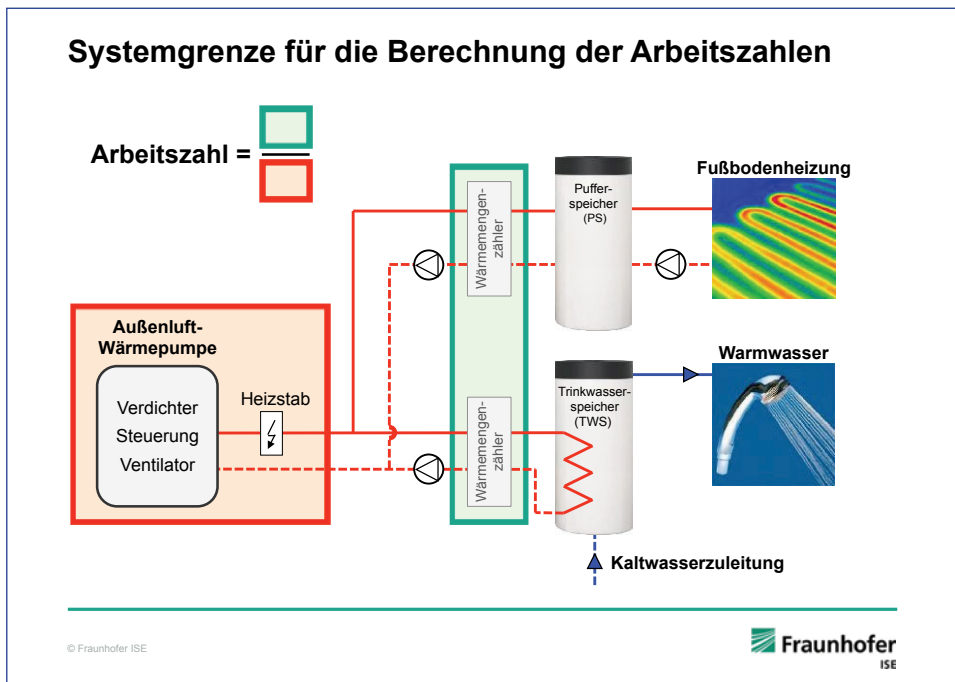 Systemgrenze für die Berechnung der Arbeitszahlen
Arbeitszahl =
Fußbodenheizung
Puffer-
speicher
(PS)
Wärmemengen-
zähler
Außenluft-
Wärmepumpe
Verdichter
Steuerung
Ventilator
Heizstab
Wärmemengen-
zähler
Trinkwasser-
speicher
(TWS)
Warmwasser
Kaltwasserzuleitung
© Fraunhofer ISE
Fraunhofer
ISE